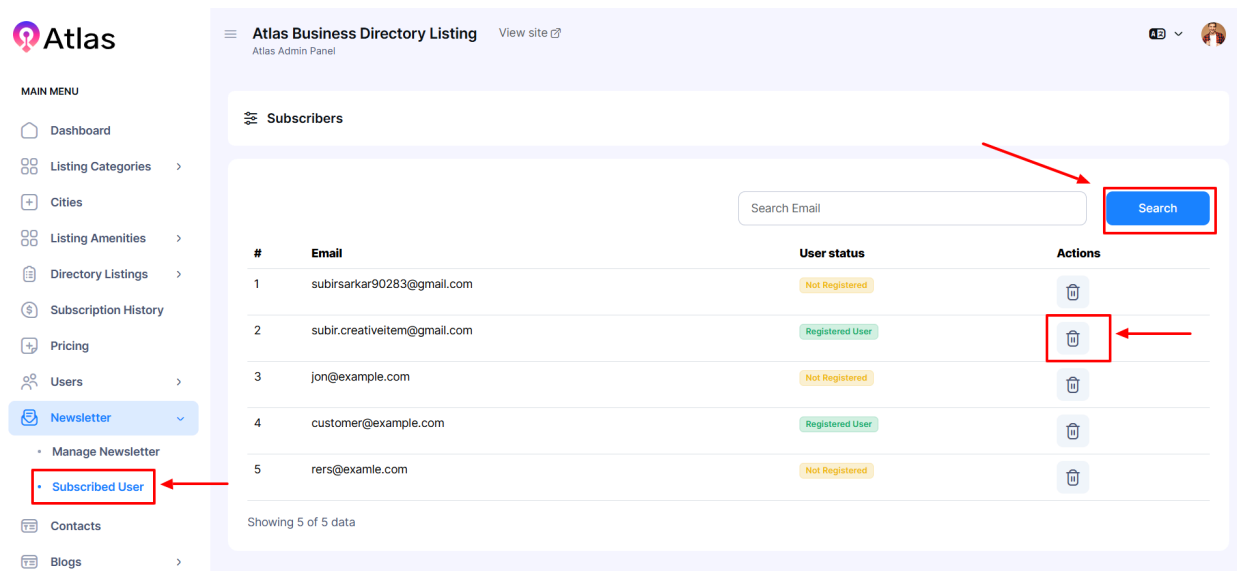 Atlas
Atlas Business Directory Listing View site
Atlas Admin Panel
MAIN MENU
Dashboard
Listing Categories
Cities
Listing Amenities
Directory Listings
Subscription History
Pricing
Users
Newsletter
Manage Newsletter
Subscribed User
Contacts
Blogs
Subscribers
Search Email Search
# Email User status Actions
1 subirsarkar90283@gmail.com Not Registered
2 subir.creativeitem@gmail.com Registered User
3 jon@example.com Not Registered
4 customer@example.com Registered User
5 rers@examle.com Not Registered
Showing 5 of 5 data